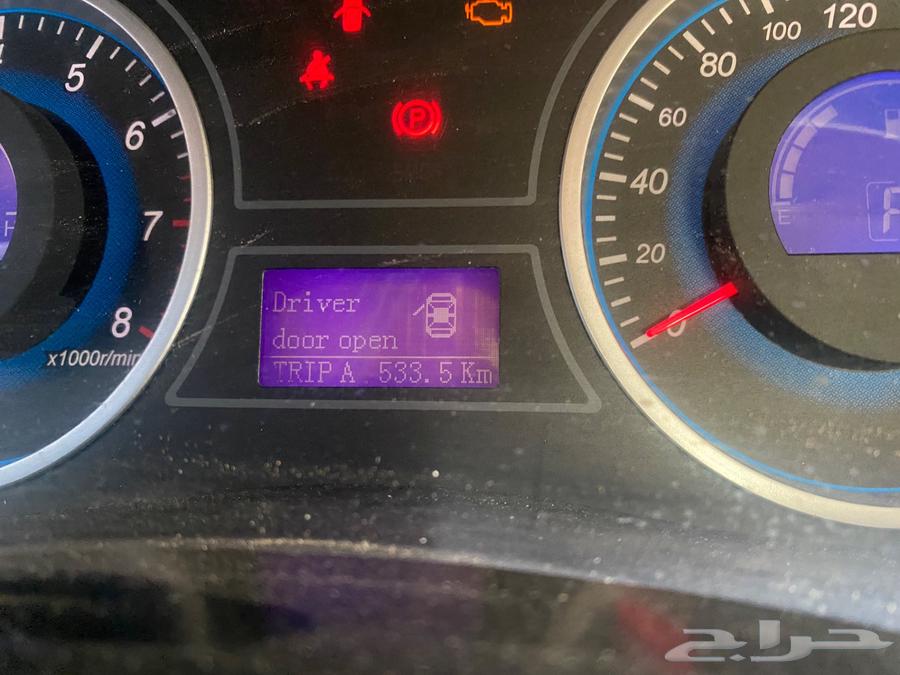 5
6
7
8
x1000r/min
P
Driver
door open
TRIP A 533.5 Km
0
20
40
60
80
100
120
E
حراج